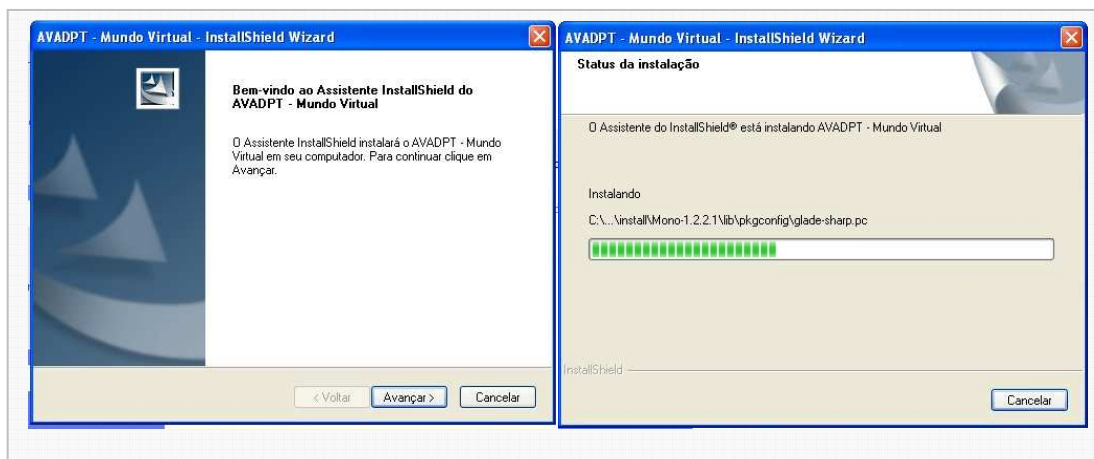 AVADPT - Mundo Virtual - InstallShield Wizard
Bem-vindo ao Assistente InstallShield do
AVADPT - Mundo Virtual
O Assistente InstallShield instalará o AVADPT - Mundo
Virtual em seu computador. Para continuar clique em
Avançar.
< Voltar
Avançar >
Cancelar
AVADPT - Mundo Virtual - InstallShield Wizard
Status da instalação
O Assistente do InstallShield® está instalando AVADPT - Mundo Virtual
Instalando
C:\...\install\Mono-1.2.2.1\lib\pkgconfig\glade-sharp.pc
InstallShield
Cancelar